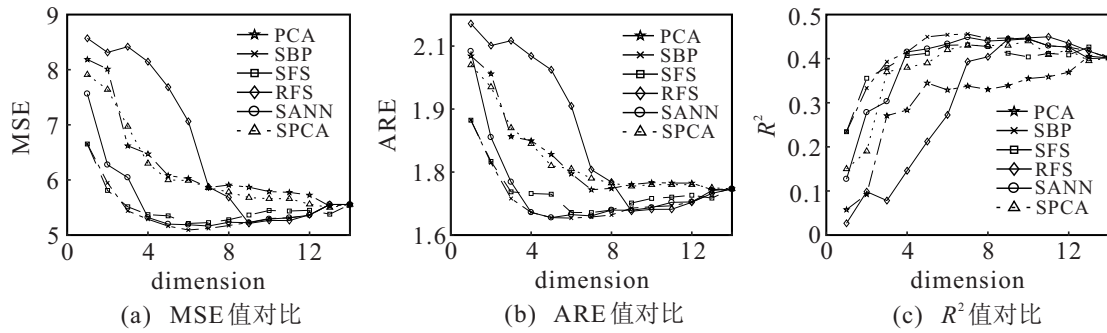 9
8
7
6
5
MSE
0
4
8
12
dimension
PCA
SBP
SFS
RFS
SANN
SPCA
(a) MSE值对比
2.1
1.8
1.6
ARE
0
4
8
12
dimension
PCA
SBP
SFS
RFS
SANN
SPCA
(b) ARE值对比
0.5
0.4
0.3
0.2
0.1
0
R²
0
4
8
12
dimension
PCA
SBP
SFS
RFS
SANN
SPCA
(c) R²值对比